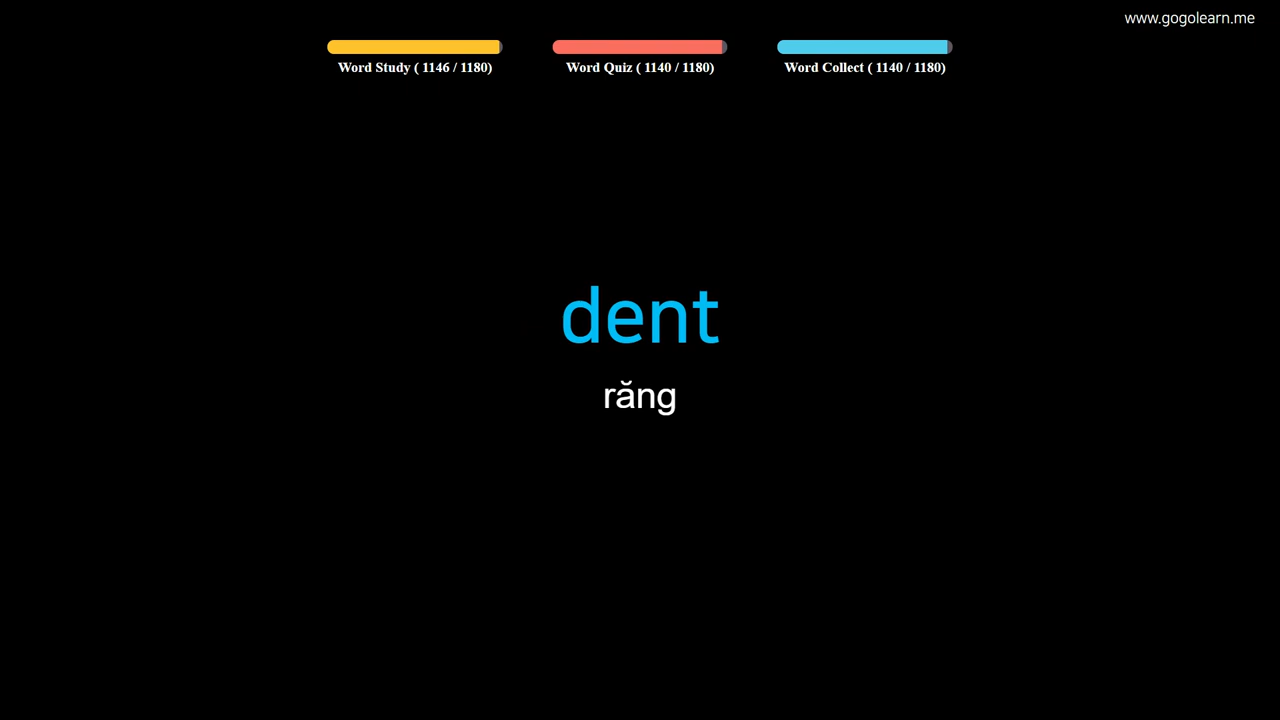 www.gogolearn.me
Word Study ( 1146 / 1180)
Word Quiz ( 1140 / 1180)
Word Collect ( 1140 / 1180)
dent
răng